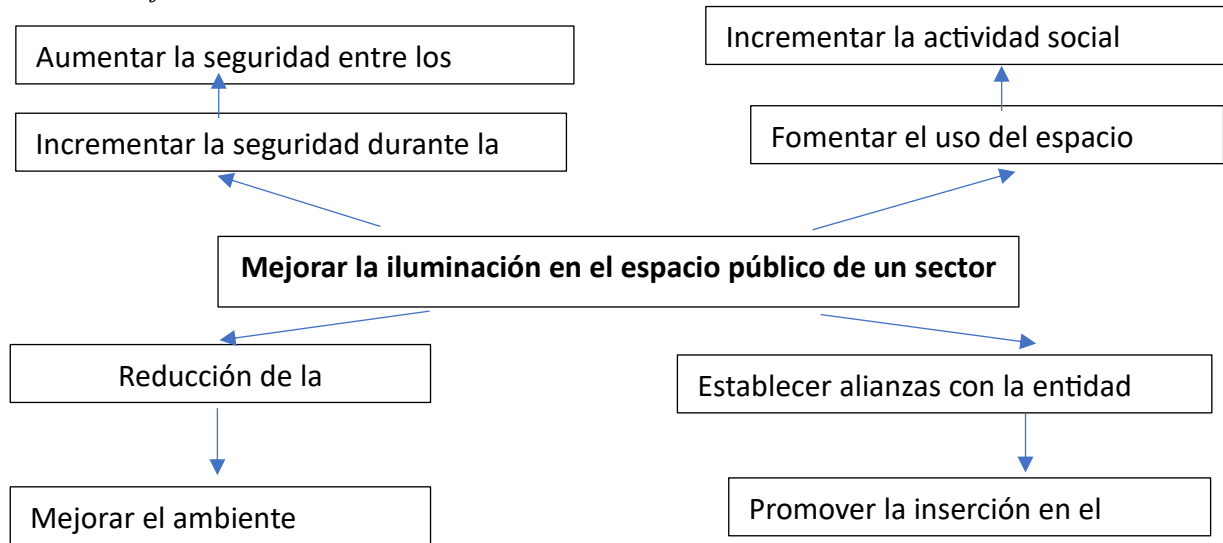 Aumentar la seguridad entre los
Incrementar la actividad social
Incrementar la seguridad durante la
Fomentar el uso del espacio
Mejorar la iluminación en el espacio público de un sector
Reducción de la
Establecer alianzas con la entidad
Mejorar el ambiente
Promover la inserción en el